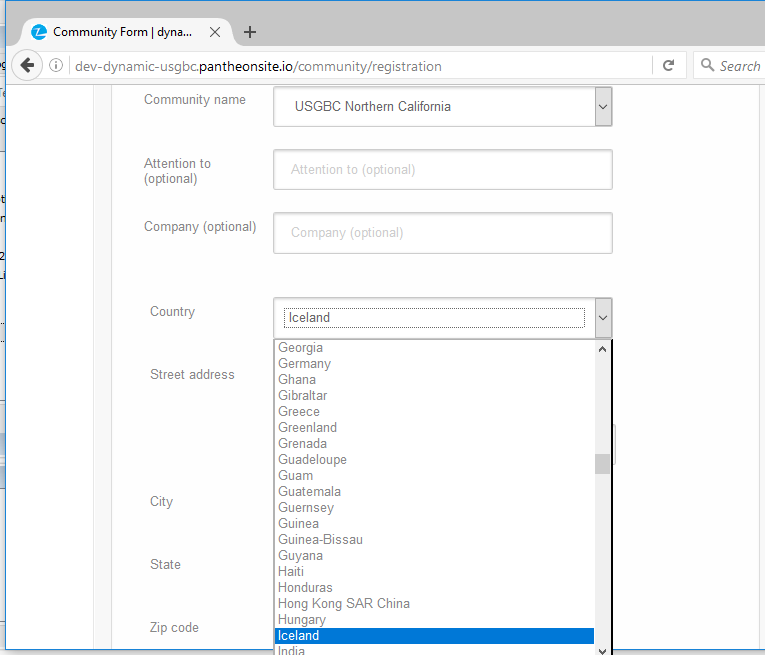 Community Form | dyna...
dev-dynamic-usgbc.pantheonsite.io/community/registration
Search
Community name
USGBC Northern California
Attention to
(optional)
Attention to (optional)
Company (optional)
Company (optional)
Country
Iceland
Georgia
Germany
Street address
Ghana
Gibraltar
Greece
Greenland
Grenada
Guadeloupe
Guam
Guatemala
City
Guernsey
Guinea
Guinea-Bissau
Guyana
State
Haiti
Honduras
Hong Kong SAR China
Hungary
Zip code
Iceland
India